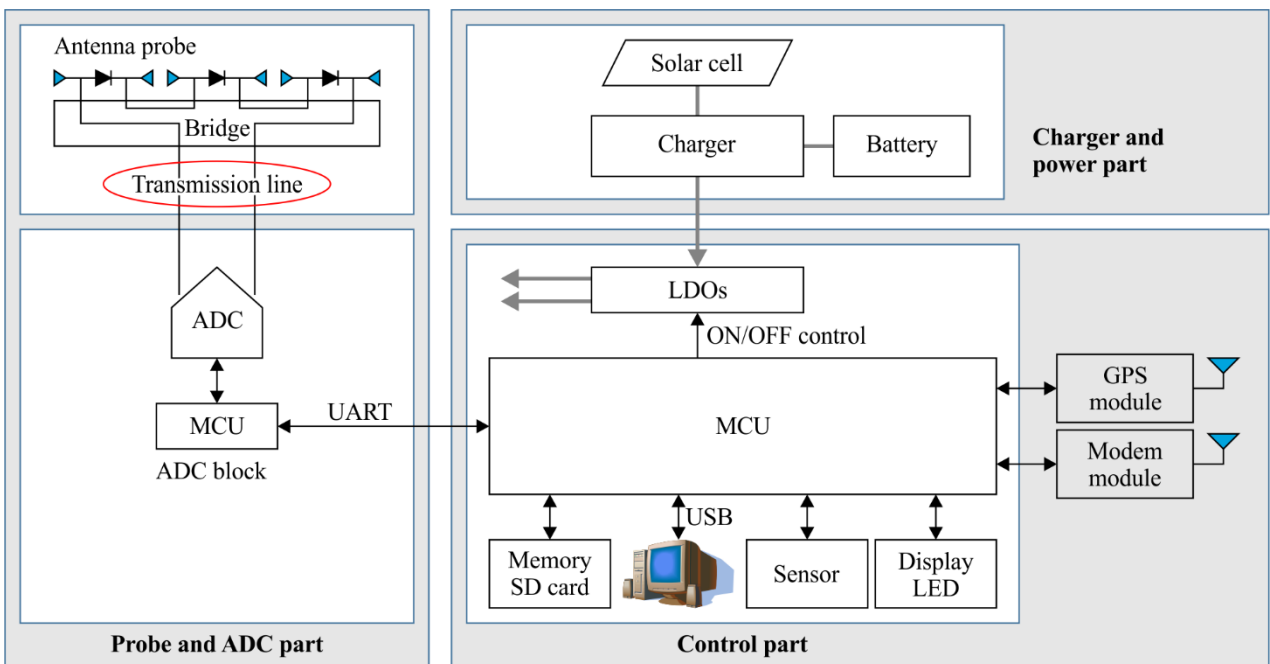 Antenna probe
Bridge
Transmission line
ADC
MCU
ADC block
UART
Probe and ADC part
Solar cell
Charger
Battery
Charger and
power part
LDOs
ON/OFF control
MCU
GPS
module
Modem
module
USB
Memory
SD card
Sensor
Display
LED
Control part